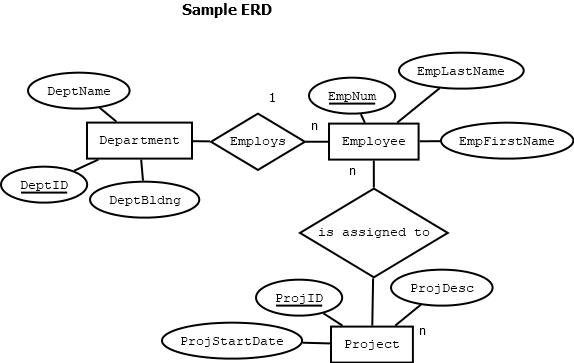 Sample ERD
DeptName
EmpLastName
1
EmpNum
n
Department
Employs
Employee
EmpFirstName
n
DeptID
DeptBldng
is assigned to
ProjID
ProjDesc
n
ProjStartDate
Project